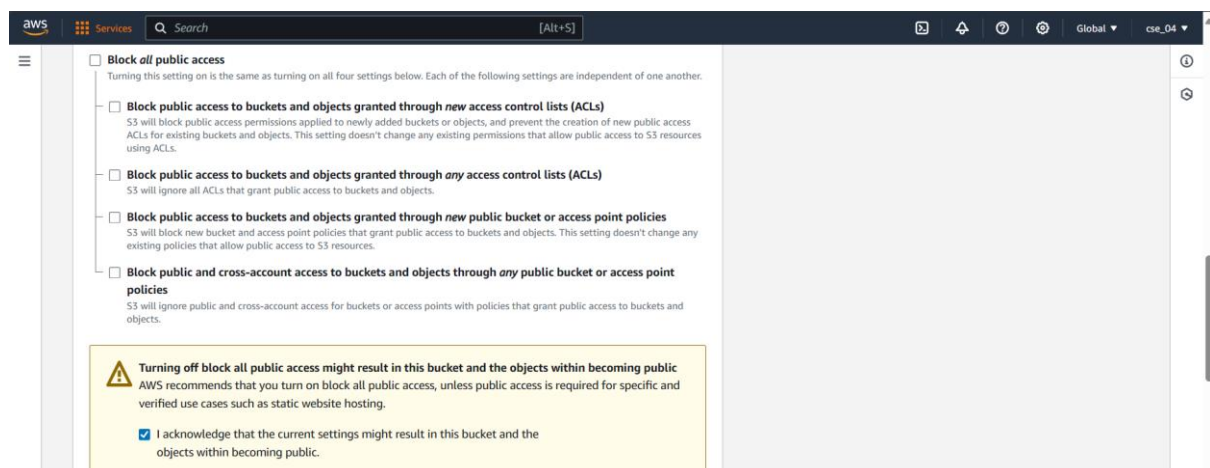 aws
Services
Search
[Alt+S]
Global
cse_04
Block all public access
Turning this setting on is the same as turning on all four settings below. Each of the following settings are independent of one another.
Block public access to buckets and objects granted through new access control lists (ACLs)
S3 will block public access permissions applied to newly added buckets or objects, and prevent the creation of new public access
ACLs for existing buckets and objects. This setting doesn't change any existing permissions that allow public access to S3 resources
using ACLs.
Block public access to buckets and objects granted through any access control lists (ACLs)
S3 will ignore all ACLs that grant public access to buckets and objects.
Block public access to buckets and objects granted through new public bucket or access point policies
S3 will block new bucket and access point policies that grant public access to buckets and objects. This setting doesn't change any
existing policies that allow public access to S3 resources.
Block public and cross-account access to buckets and objects through any public bucket or access point
policies
S3 will ignore public and cross-account access for buckets or access points with policies that grant public access to buckets and
objects.
Turning off block all public access might result in this bucket and the objects within becoming public
AWS recommends that you turn on block all public access, unless public access is required for specific and
verified use cases such as static website hosting.
I acknowledge that the current settings might result in this bucket and the
objects within becoming public.